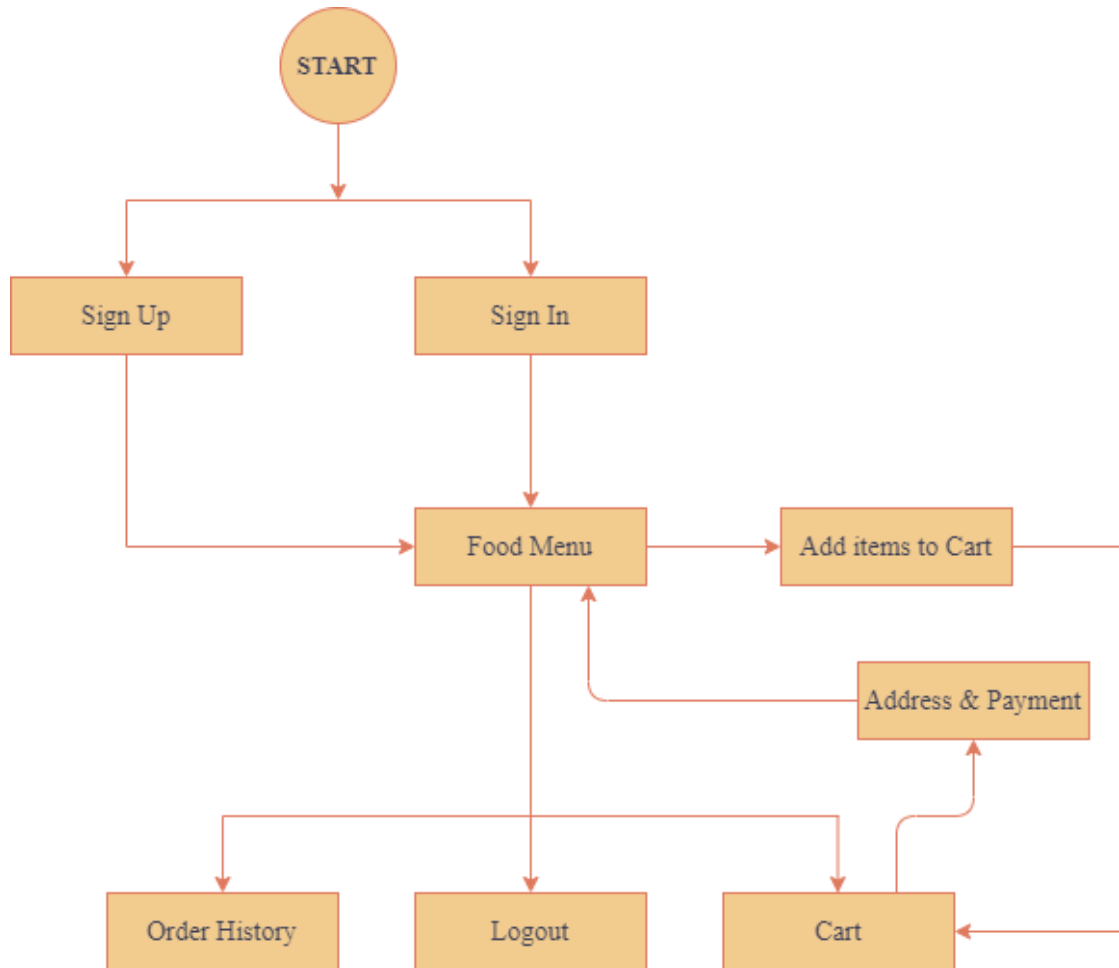 START
Sign Up
Sign In
Food Menu
Add items to Cart
Address & Payment
Order History
Logout
Cart